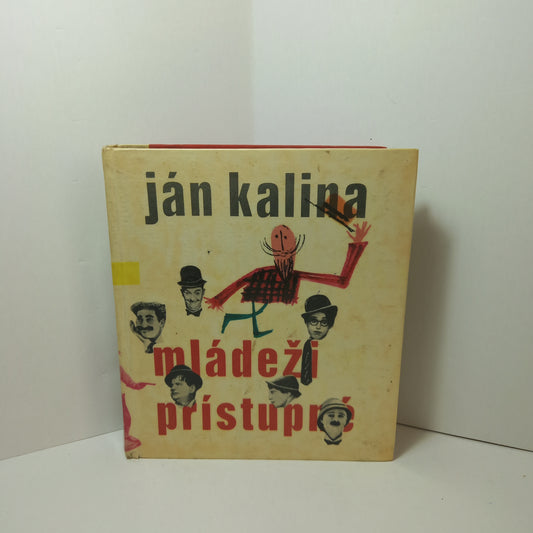 ján kalina
mládeži
prístupné